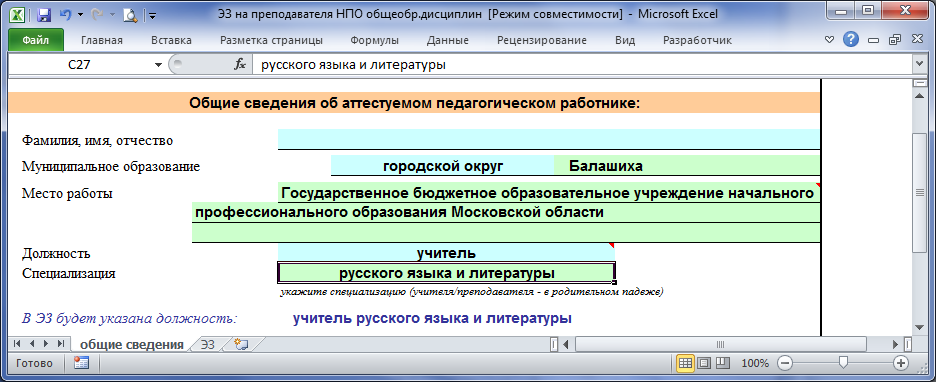 ЭЗ на преподавателя НПО общеобр.дисциплин [Режим совместимости] - Microsoft Excel
Файл Главная Вставка Разметка страницы Формулы Данные Рецензирование Вид Разработчик
C27 fx русского языка и литературы
Общие сведения об аттестуемом педагогическом работнике:
Фамилия, имя, отчество
Муниципальное образование городской округ Балашиха
Место работы Государственное бюджетное образовательное учреждение начального
профессионального образования Московской области
Должность учитель
Специализация русского языка и литературы
укажите специализацию (учителя/преподавателя - в родительном падеже)
В ЭЗ будет указана должность: учитель русского языка и литературы
общие сведения ЭЗ
Готово 100%